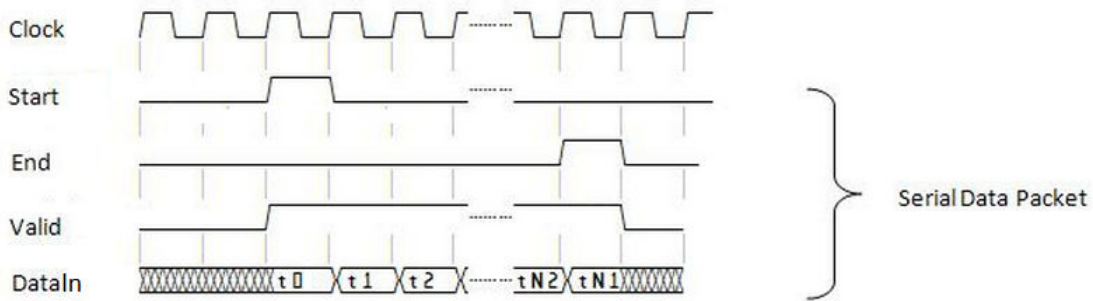 Clock
Start
End
Valid
DataIn
t0 t1 t2 tN2 tN1
Serial Data Packet